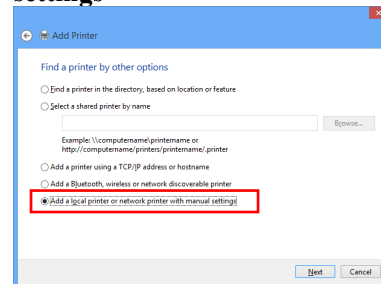 settings
Add Printer
Find a printer by other options
Find a printer in the directory, based on location or feature
Select a shared printer by name
Browse...
Example: \\computername\printername or
http://computername/printers/printername/.printer
Add a printer using a TCP/IP address or hostname
Add a Bluetooth, wireless or network discoverable printer
Add a local printer or network printer with manual settings
Next Cancel